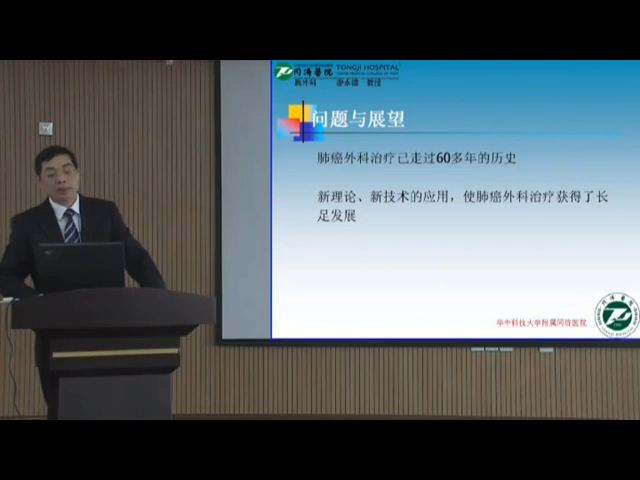 同济医院
TONGJI HOSPITAL
胸外科 廖永德 教授
问题与展望
肺癌外科治疗已走过60多年的历史
新理论、新技术的应用，使肺癌外科治疗获得了长
足发展
华中科技大学附属同济医院